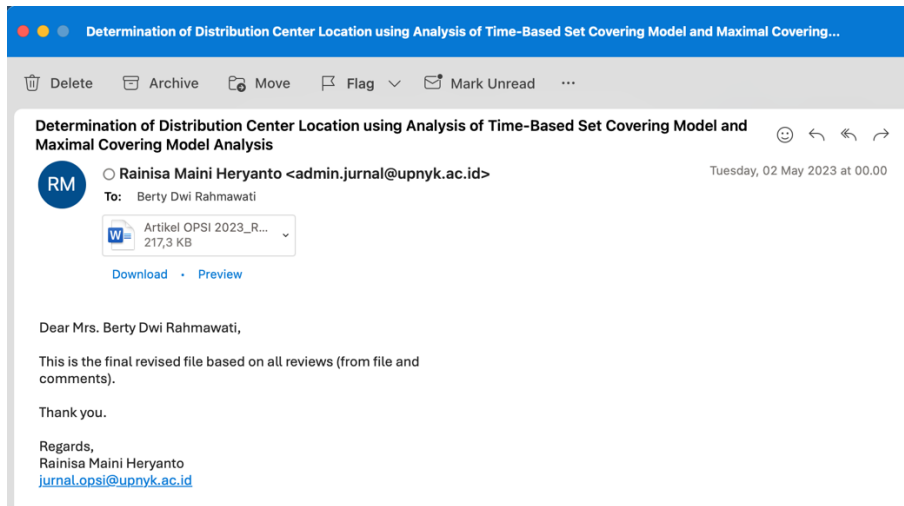 Determination of Distribution Center Location using Analysis of Time-Based Set Covering Model and Maximal Covering...
Delete Archive Move Flag Mark Unread ...
Determination of Distribution Center Location using Analysis of Time-Based Set Covering Model and
Maximal Covering Model Analysis
RM
Rainisa Maini Heryanto <admin.jurnal@upnyk.ac.id>
Tuesday, 02 May 2023 at 00.00
To: Berty Dwi Rahmawati
W
Artikel OPSI 2023_R...
217,3 KB
Download • Preview
Dear Mrs. Berty Dwi Rahmawati,
This is the final revised file based on all reviews (from file and
comments).
Thank you.
Regards,
Rainisa Maini Heryanto
jurnal.opsi@upnyk.ac.id